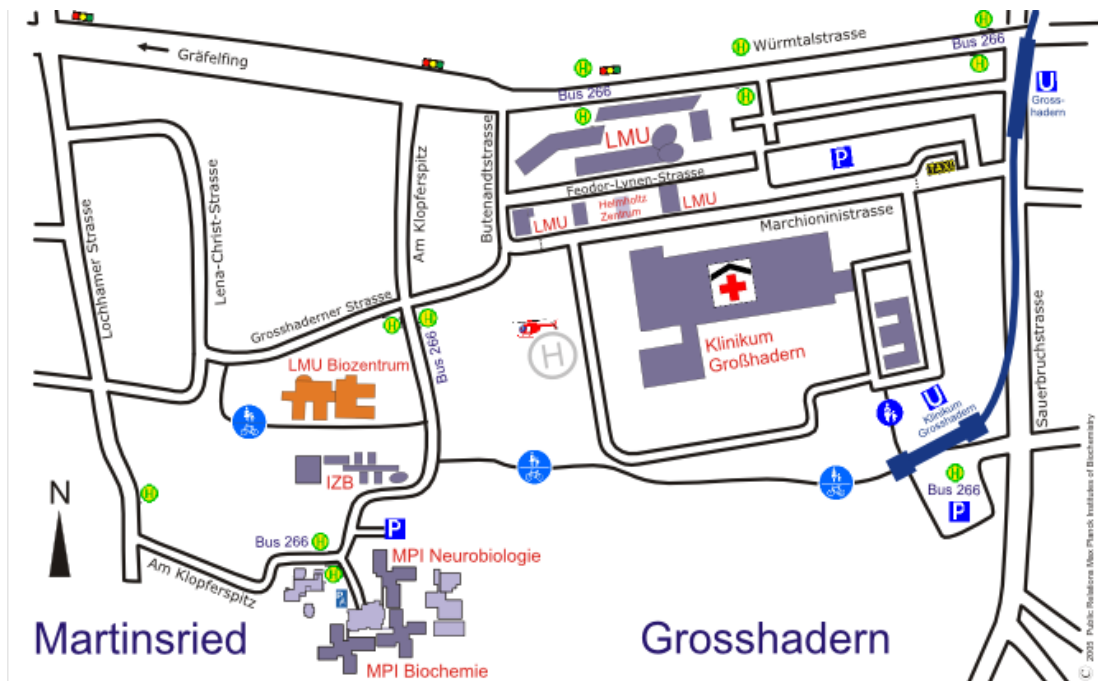 Gräfelfing
Würmtalstrasse
Bus 266
Bus 266
U
Gross-
hadern
LMU
P
TAXI
Feodor-Lynen-Strasse
Helmholtz
Zentrum
LMU
LMU
Marchioninistrasse
Lochhamer Strasse
Lena-Christ-Strasse
Am Klopferspitz
Butenandtstrasse
Grosshaderner Strasse
Bus 266
H
Klinikum
Großhadern
LMU Biozentrum
U
Klinikum
Grosshadern
Sauerbruchstrasse
IZB
N
Bus 266
P
P
Bus 266
Am Klopferspitz
MPI Neurobiologie
MPI Biochemie
Martinsried
Grosshadern
© 2005 Public Relations Max Planck Institutes of Biochemistry